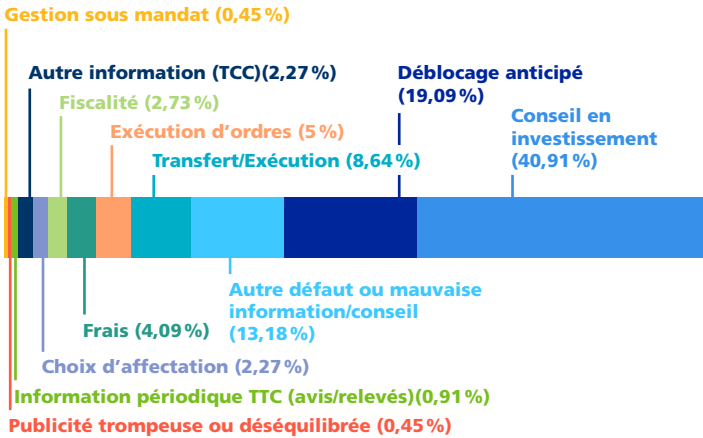 Gestion sous mandat (0,45 %)
Autre information (TCC)(2,27 %)
Déblocage anticipé
(19,09 %)
Fiscalité (2,73 %)
Conseil en
investissement
(40,91 %)
Exécution d'ordres (5 %)
Transfert/Exécution (8,64 %)
Autre défaut ou mauvaise
information/conseil
(13,18 %)
Frais (4,09 %)
Choix d'affectation (2,27 %)
Information périodique TTC (avis/relevés)(0,91 %)
Publicité trompeuse ou déséquilibrée (0,45 %)